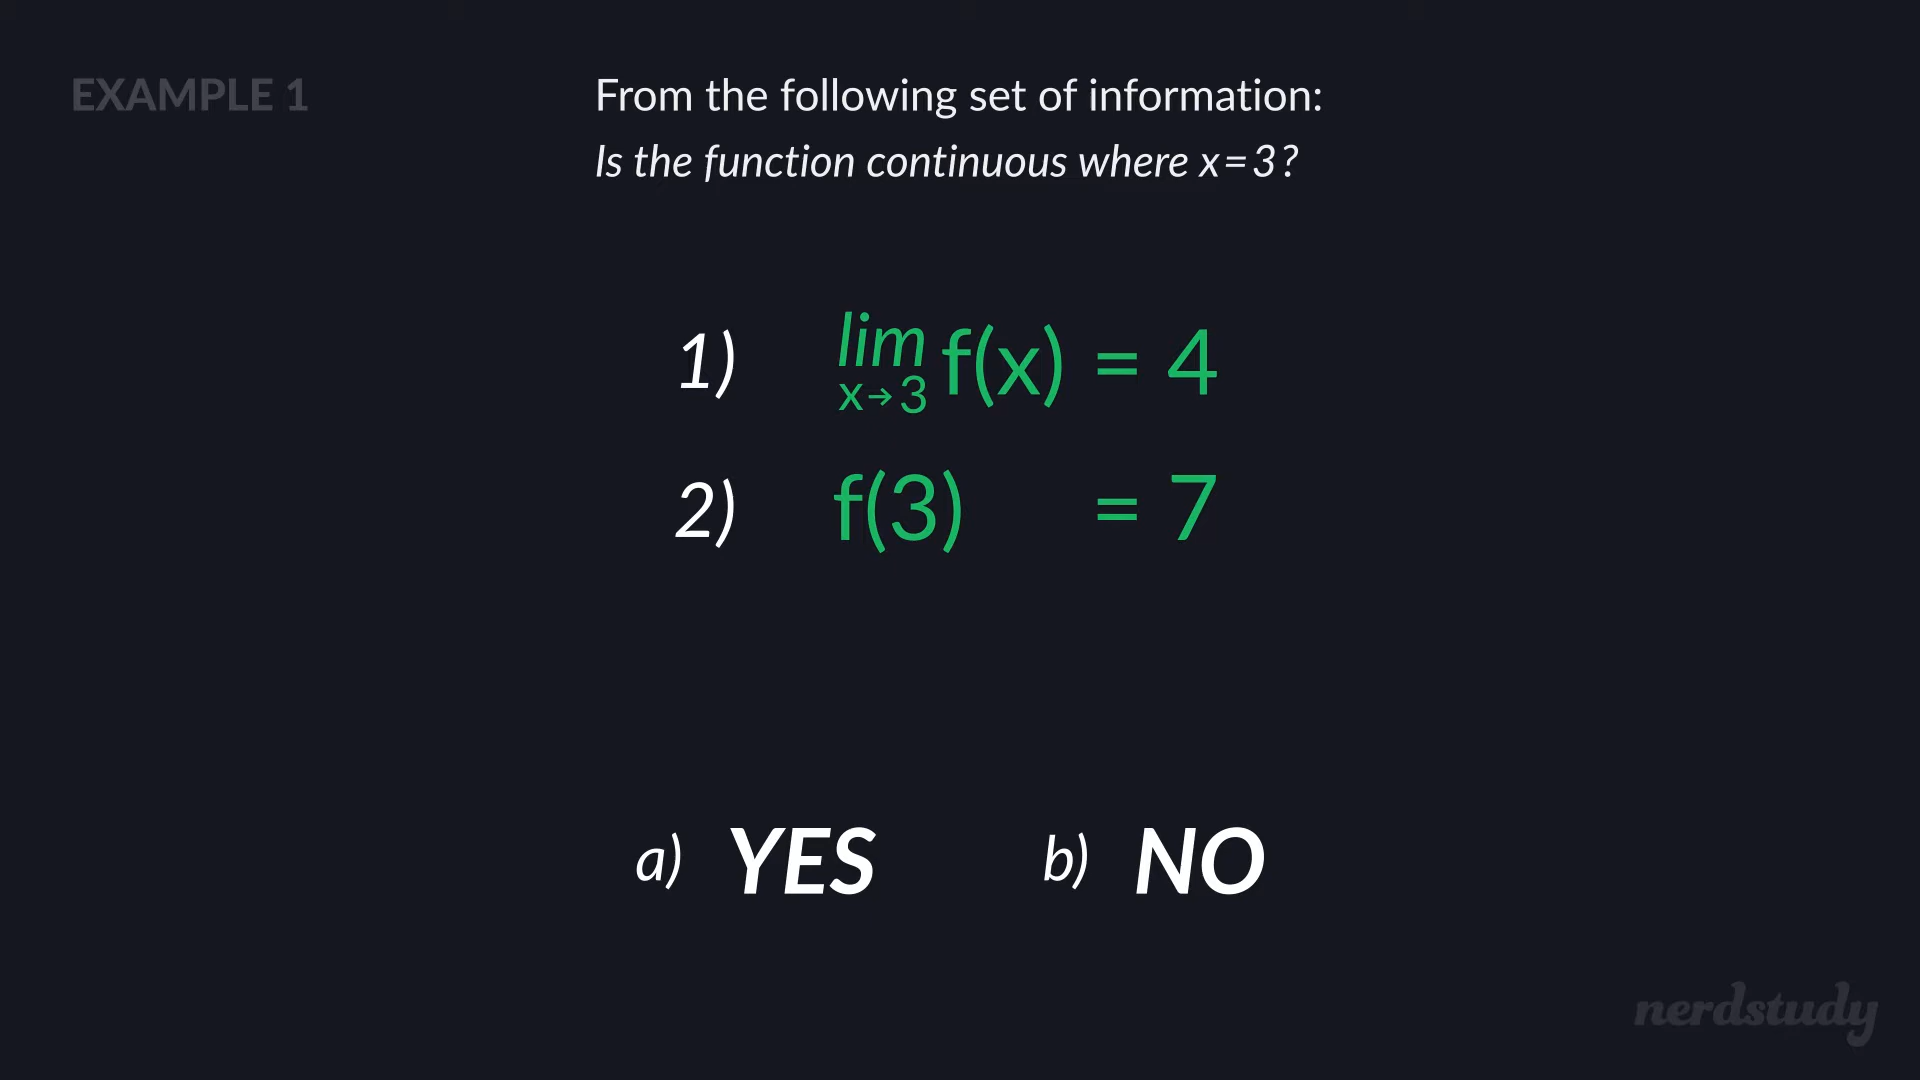 EXAMPLE 1
From the following set of information:
Is the function continuous where x=3?
1) lim f(x) = 4
x→3
2) f(3) = 7
a) YES b) NO
nerdstudy